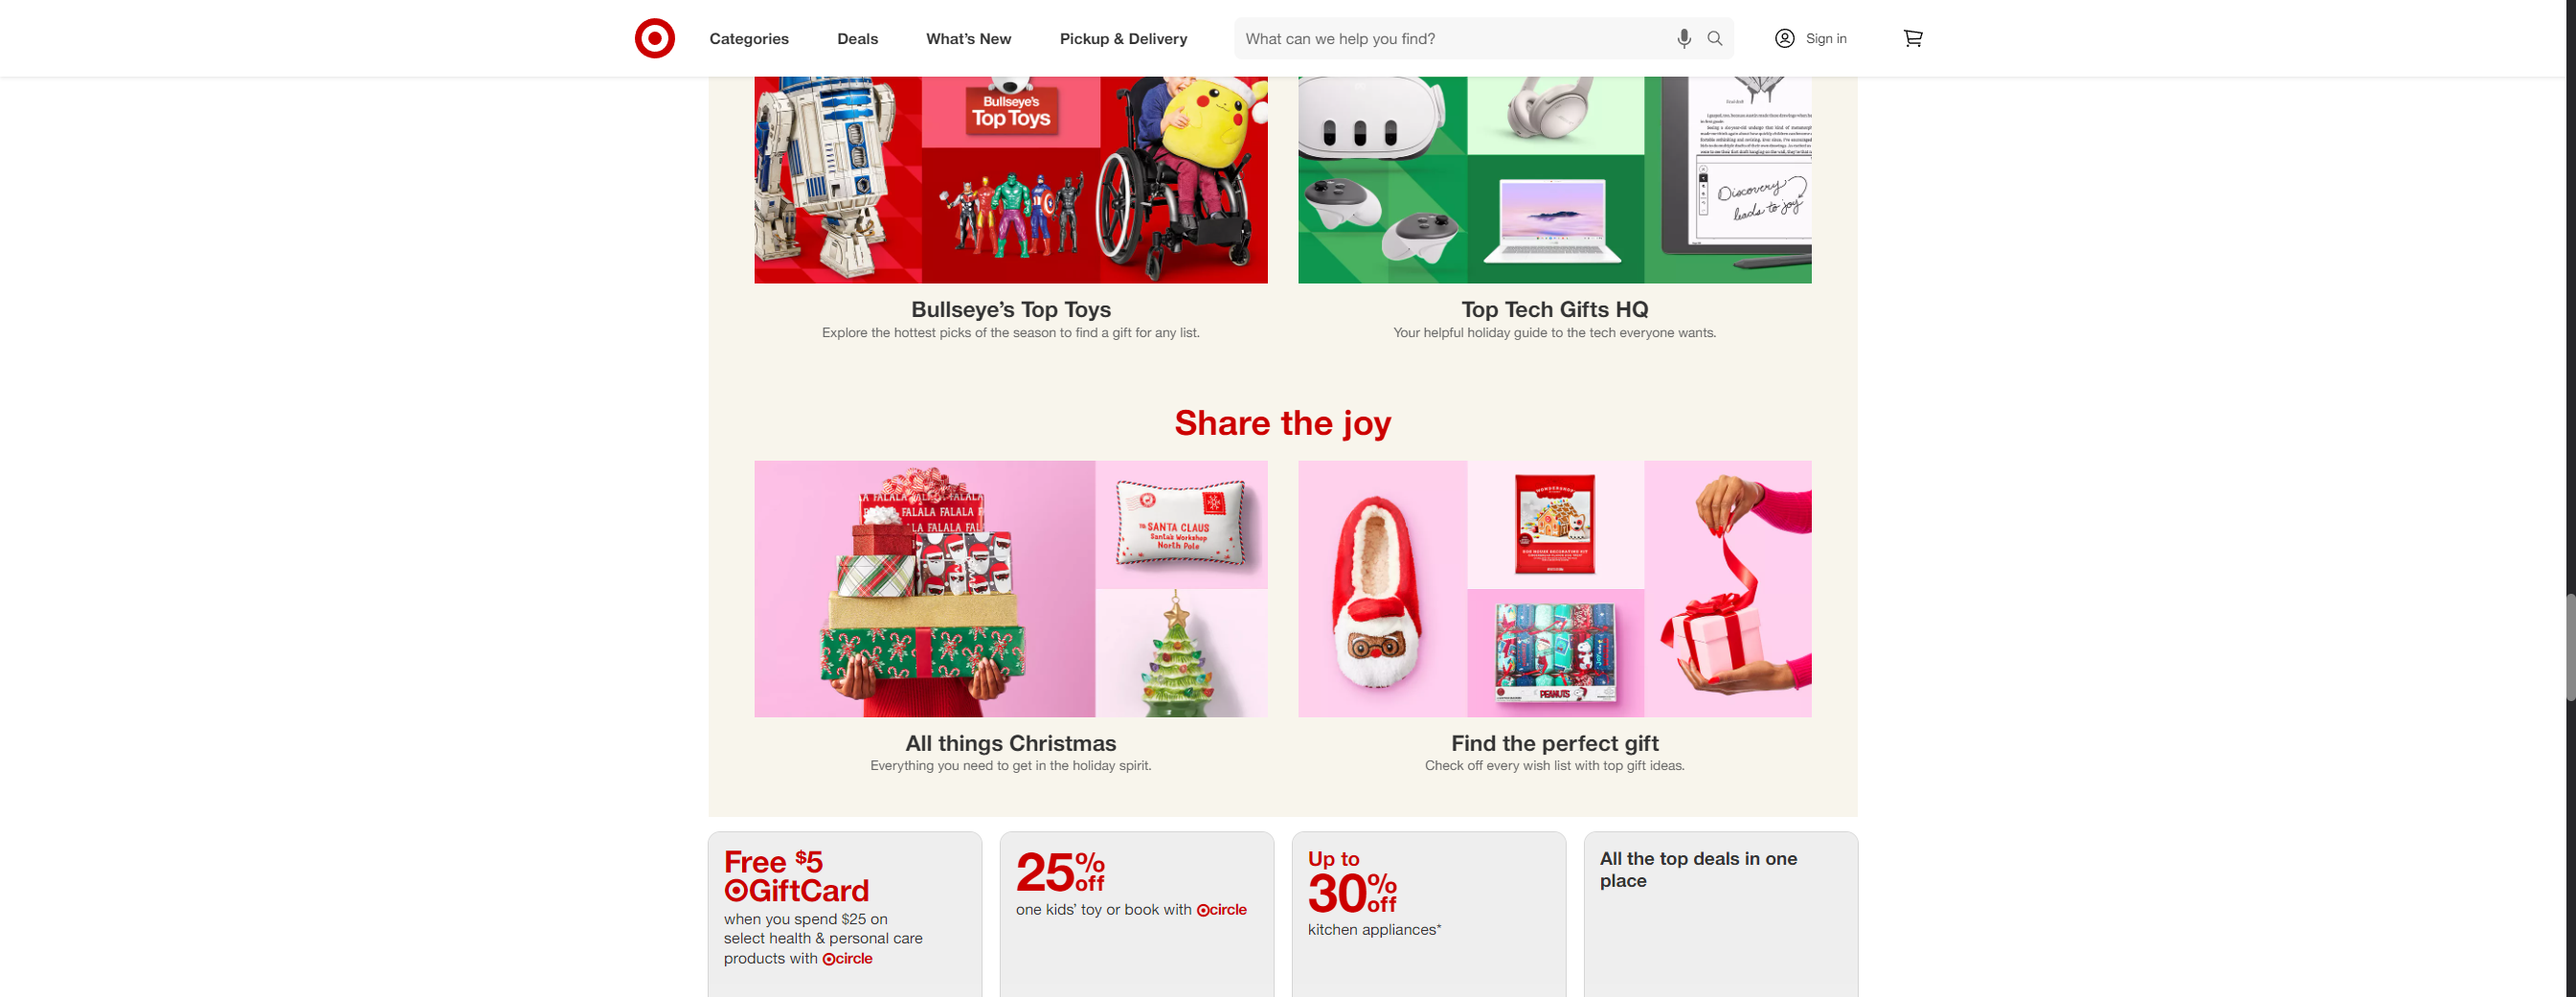 Categories
Deals
What's New
Pickup & Delivery
What can we help you find?
Sign in
Bullseye's
Top Toys
Discovery
leads to joy
Bullseye's Top Toys
Explore the hottest picks of the season to find a gift for any list.
Top Tech Gifts HQ
Your helpful holiday guide to the tech everyone wants.
Share the joy
FALALA FALALA
TO: SANTA CLAUS
Santa's Workshop
North Pole
WONDERSHOP
PEANUTS
All things Christmas
Everything you need to get in the holiday spirit.
Find the perfect gift
Check off every wish list with top gift ideas.
Free $5
GiftCard
when you spend $25 on
select health & personal care
products with circle
25% off
one kids' toy or book with circle
Up to
30% off
kitchen appliances*
All the top deals in one
place